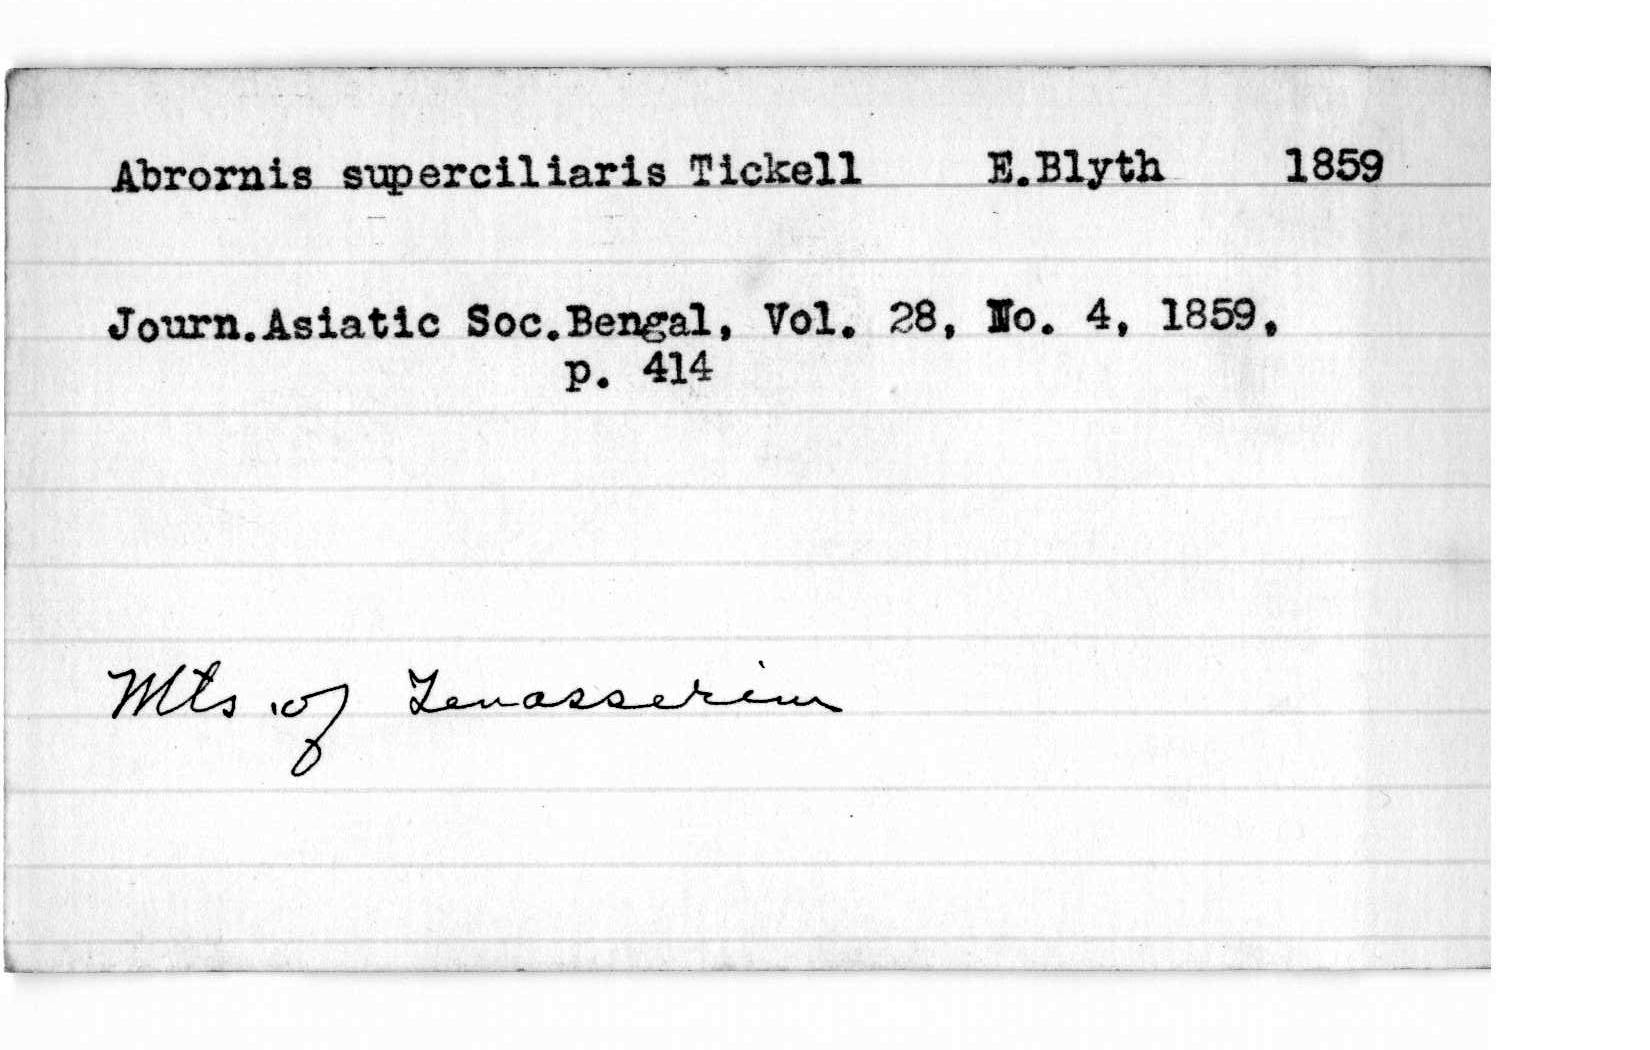 Abrornis superciliaris Tickell E.Blyth 1859
Journ.Asiatic Soc.Bengal, Vol. 28, No. 4, 1859,
p. 414
Mts of Tenasserim